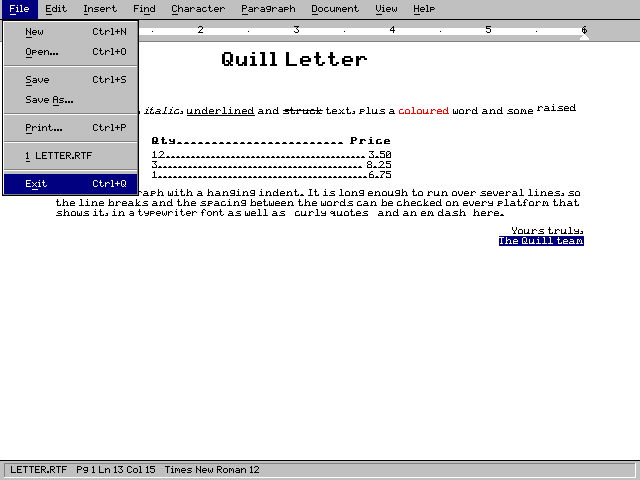 File Edit Insert Find Character Paragraph Document View Help
New Ctrl+N
Open... Ctrl+O
Save Ctrl+S
Save As...
Print... Ctrl+P
1 LETTER.RTF
Exit Ctrl+Q
2 3 4 5 6
Quill Letter
, italic, underlined and struck text, plus a coloured word and some raised
Qty............................ Price
12............................................ 3.50
3............................................. 8.25
1..............................................6.75
graph with a hanging indent. It is long enough to run over several lines, so
the line breaks and the spacing between the words can be checked on every platform that
shows it, in a typewriter font as well as curly quotes and an em dash here.
Yours truly,
The Quill team
LETTER.RTF Pg 1 Ln 13 Col 15 Times New Roman 12